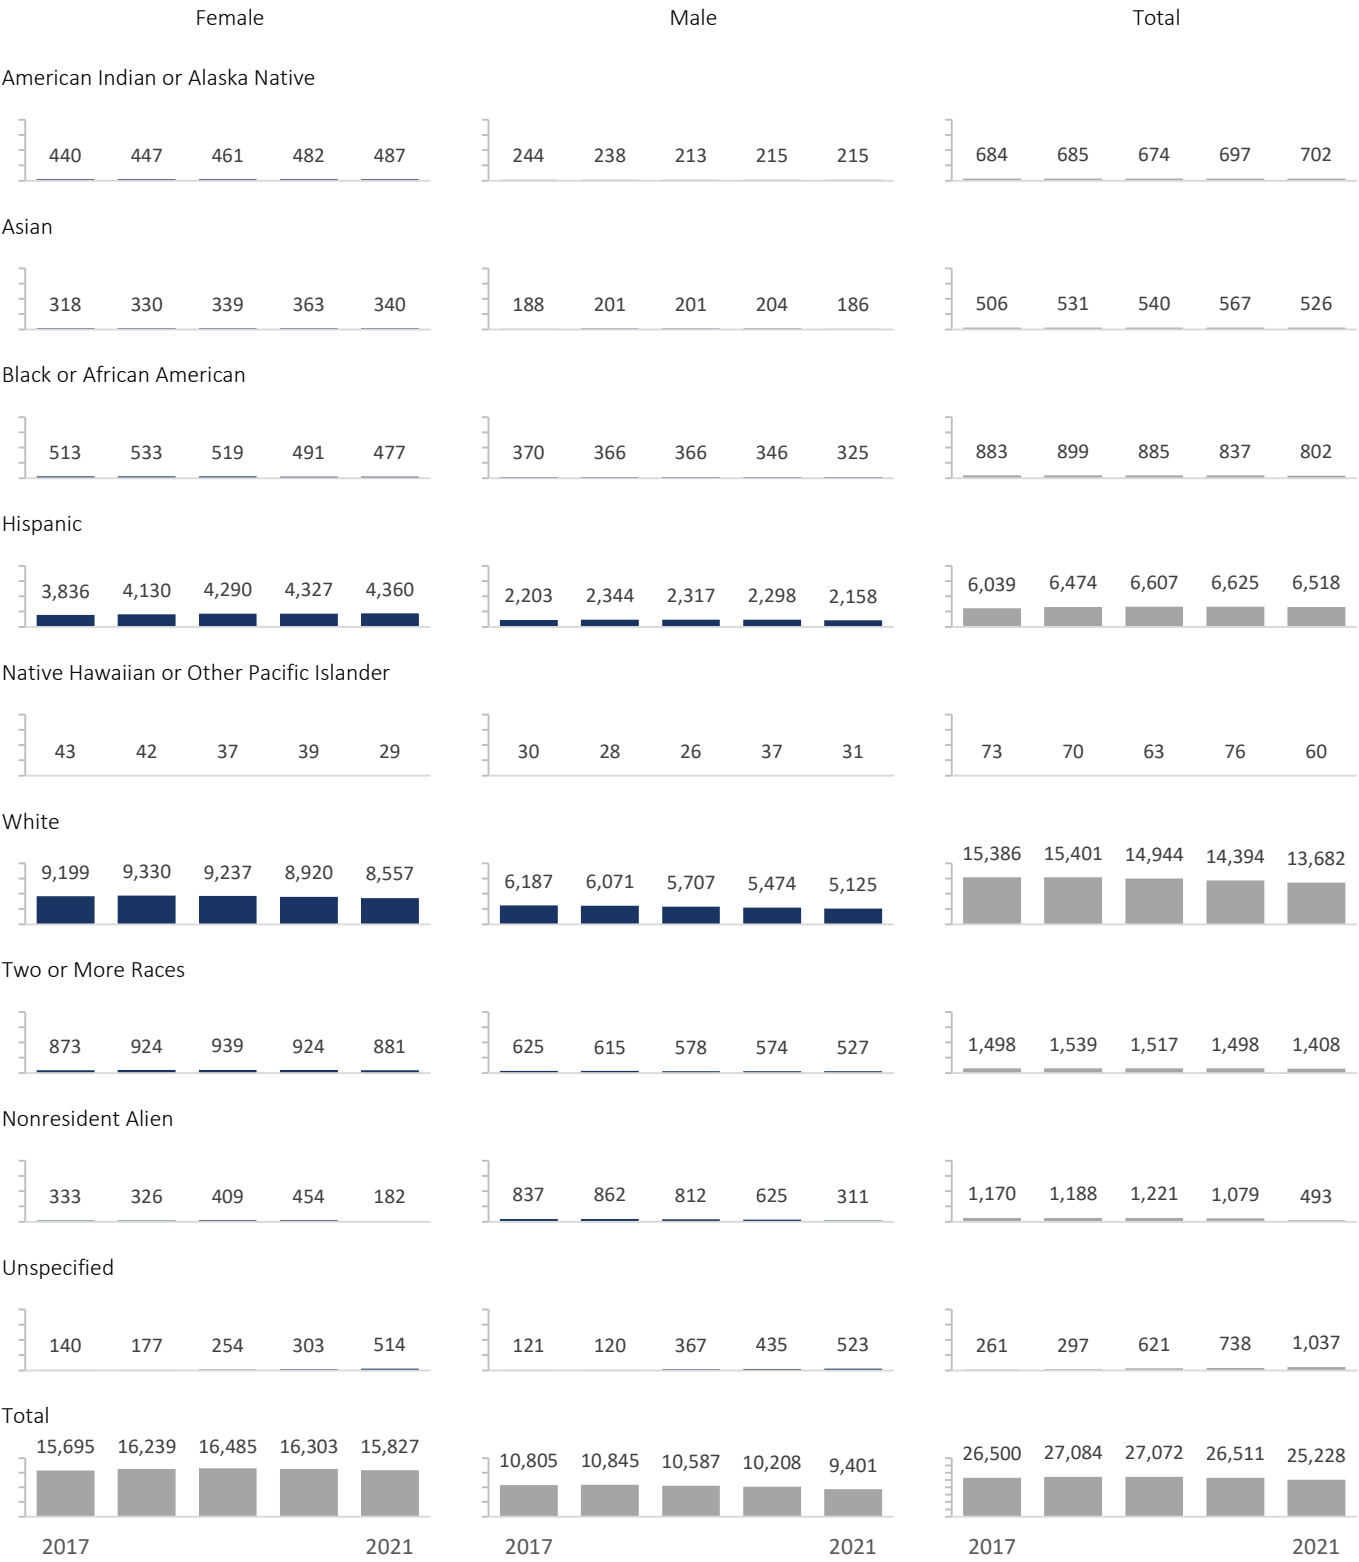 Female Male Total
American Indian or Alaska Native
440 447 461 482 487 244 238 213 215 215 684 685 674 697 702
Asian
318 330 339 363 340 188 201 201 204 186 506 531 540 567 526
Black or African American
513 533 519 491 477 370 366 366 346 325 883 899 885 837 802
Hispanic
3,836 4,130 4,290 4,327 4,360 2,203 2,344 2,317 2,298 2,158 6,039 6,474 6,607 6,625 6,518
Native Hawaiian or Other Pacific Islander
43 42 37 39 29 30 28 26 37 31 73 70 63 76 60
White
9,199 9,330 9,237 8,920 8,557 6,187 6,071 5,707 5,474 5,125 15,386 15,401 14,944 14,394 13,682
Two or More Races
873 924 939 924 881 625 615 578 574 527 1,498 1,539 1,517 1,498 1,408
Nonresident Alien
333 326 409 454 182 837 862 812 625 311 1,170 1,188 1,221 1,079 493
Unspecified
140 177 254 303 514 121 120 367 435 523 261 297 621 738 1,037
Total
15,695 16,239 16,485 16,303 15,827 10,805 10,845 10,587 10,208 9,401 26,500 27,084 27,072 26,511 25,228
2017 2021 2017 2021 2017 2021